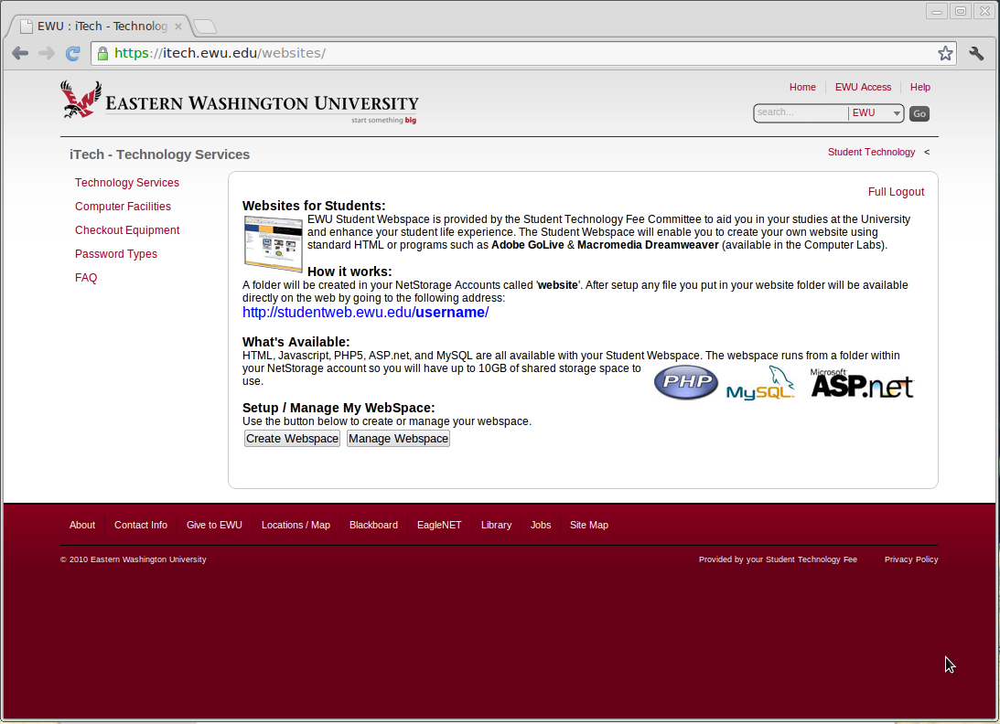 EWU : iTech - Technolog
https://itech.ewu.edu/websites/
EASTERN WASHINGTON UNIVERSITY
start something big
Home EWU Access Help
search... EWU Go
iTech - Technology Services
Student Technology <
Technology Services
Computer Facilities
Checkout Equipment
Password Types
FAQ
Full Logout
Websites for Students:
EWU Student Webspace is provided by the Student Technology Fee Committee to aid you in your studies at the University
and enhance your student life experience. The Student Webspace will enable you to create your own website using
standard HTML or programs such as Adobe GoLive & Macromedia Dreamweaver (available in the Computer Labs).
How it works:
A folder will be created in your NetStorage Accounts called 'website'. After setup any file you put in your website folder will be available
directly on the web by going to the following address:
http://studentweb.ewu.edu/username/
What's Available:
HTML, Javascript, PHP5, ASP.net, and MySQL are all available with your Student Webspace. The webspace runs from a folder within
your NetStorage account so you will have up to 10GB of shared storage space to
use.
PHP MySQL Microsoft ASP.net
Setup / Manage My WebSpace:
Use the button below to create or manage your webspace.
Create Webspace Manage Webspace
About Contact Info Give to EWU Locations / Map Blackboard EagleNET Library Jobs Site Map
© 2010 Eastern Washington University
Provided by your Student Technology Fee Privacy Policy